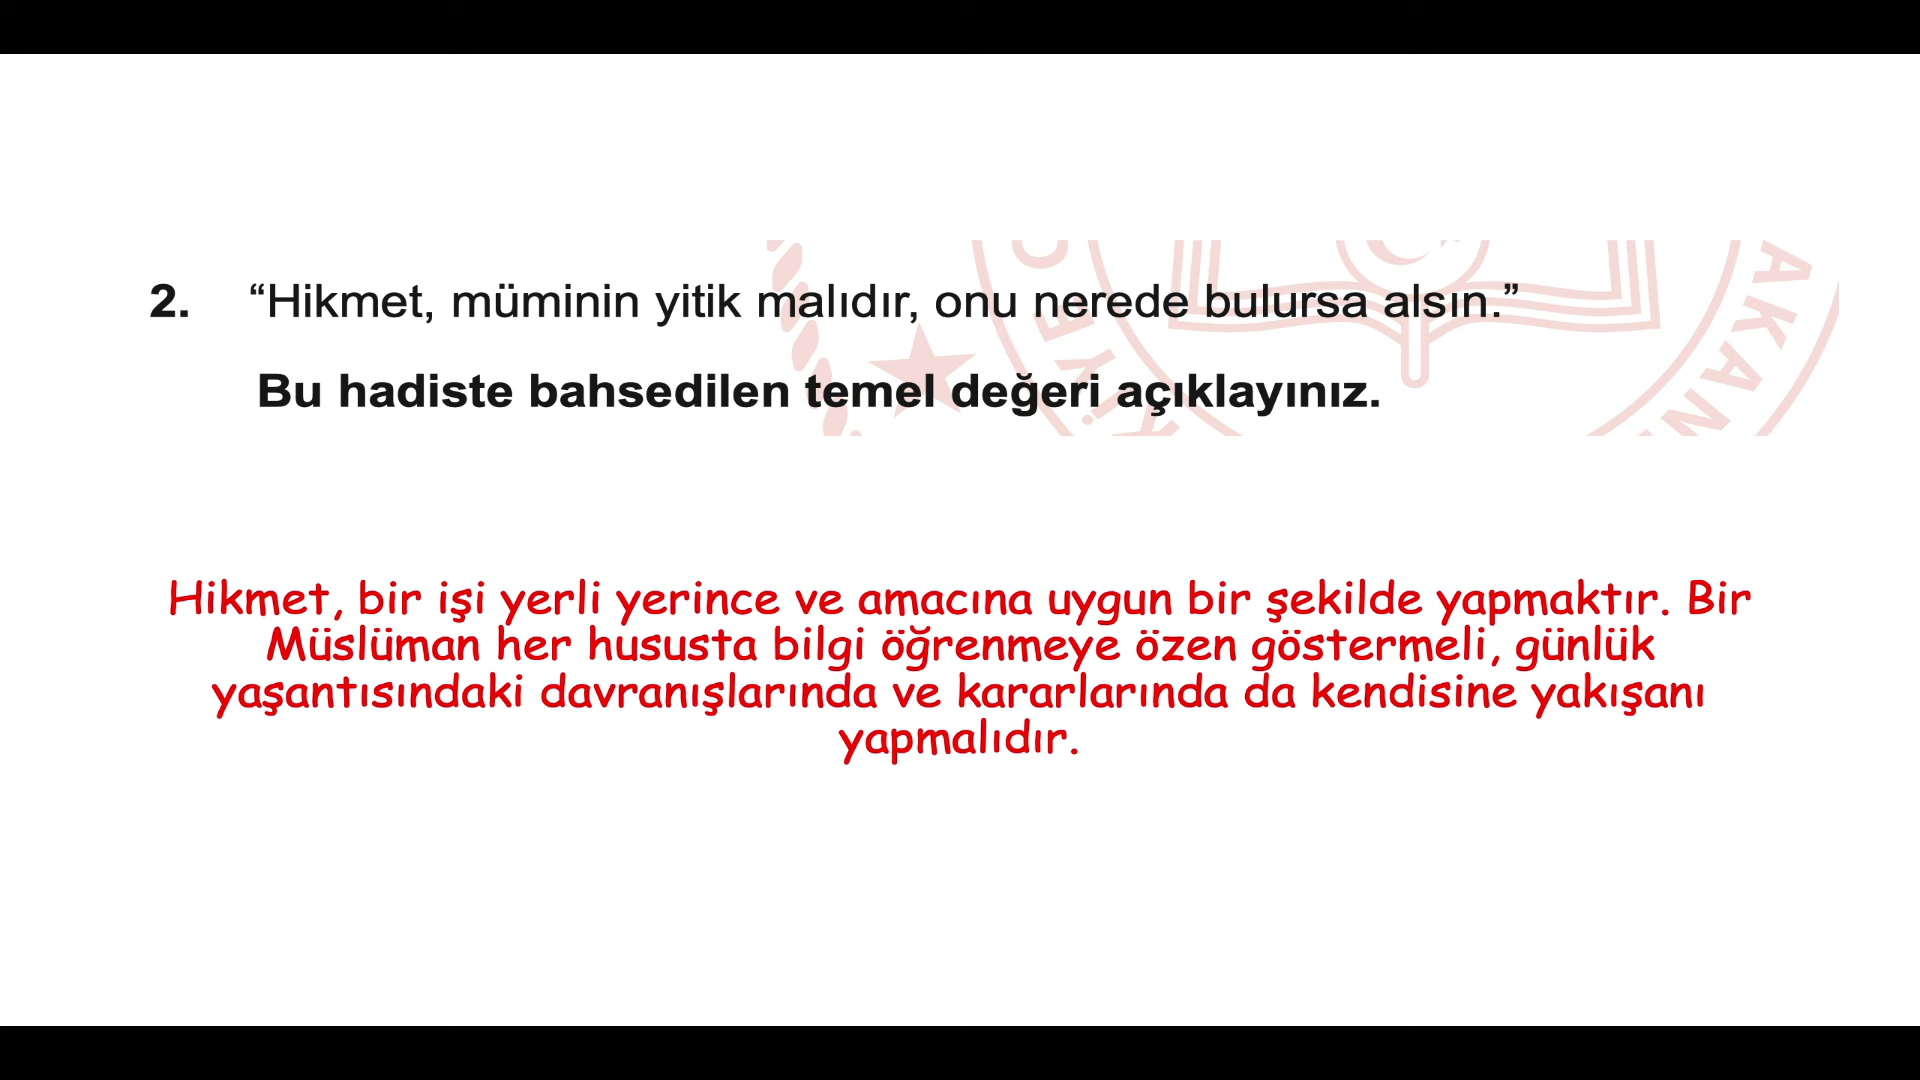 2. “Hikmet, müminin yitik malıdır, onu nerede bulursa alsın.”
Bu hadiste bahsedilen temel değeri açıklayınız.
Hikmet, bir işi yerli yerince ve amacına uygun bir şekilde yapmaktır. Bir
Müslüman her hususta bilgi öğrenmeye özen göstermeli, günlük
yaşantısındaki davranışlarında ve kararlarında da kendisine yakışanı
yapmalıdır.